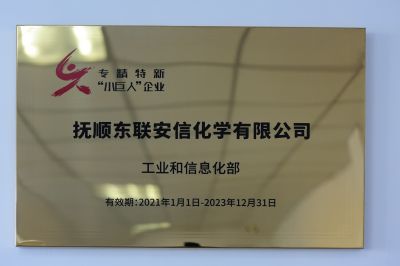 专精特新
“小巨人”企业
抚顺东联安信化学有限公司
工业和信息化部
有效期:2021年1月1日-2023年12月31日